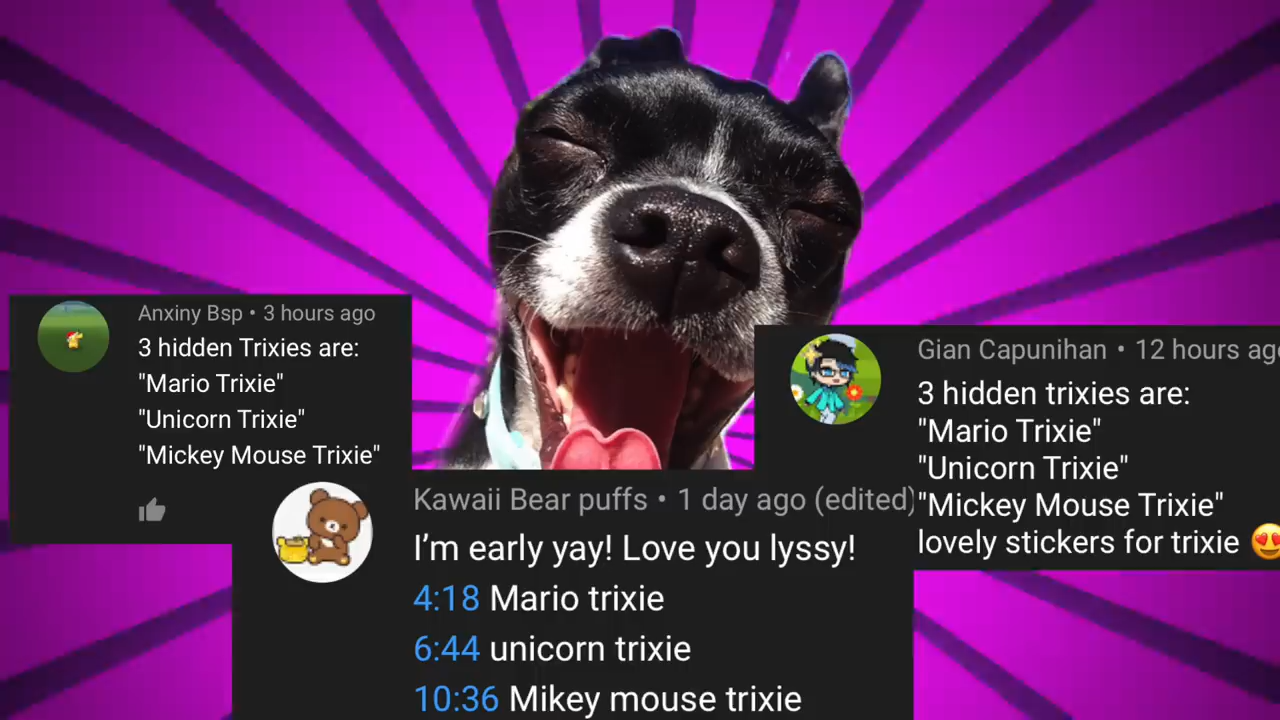 Anxiny Bsp • 3 hours ago
3 hidden Trixies are:
"Mario Trixie"
"Unicorn Trixie"
"Mickey Mouse Trixie"
Gian Capunihan • 12 hours ag
3 hidden trixies are:
"Mario Trixie"
"Unicorn Trixie"
"Mickey Mouse Trixie"
lovely stickers for trixie 😍
Kawaii Bear puffs • 1 day ago (edited)
I’m early yay! Love you lyssy!
4:18 Mario trixie
6:44 unicorn trixie
10:36 Mikey mouse trixie